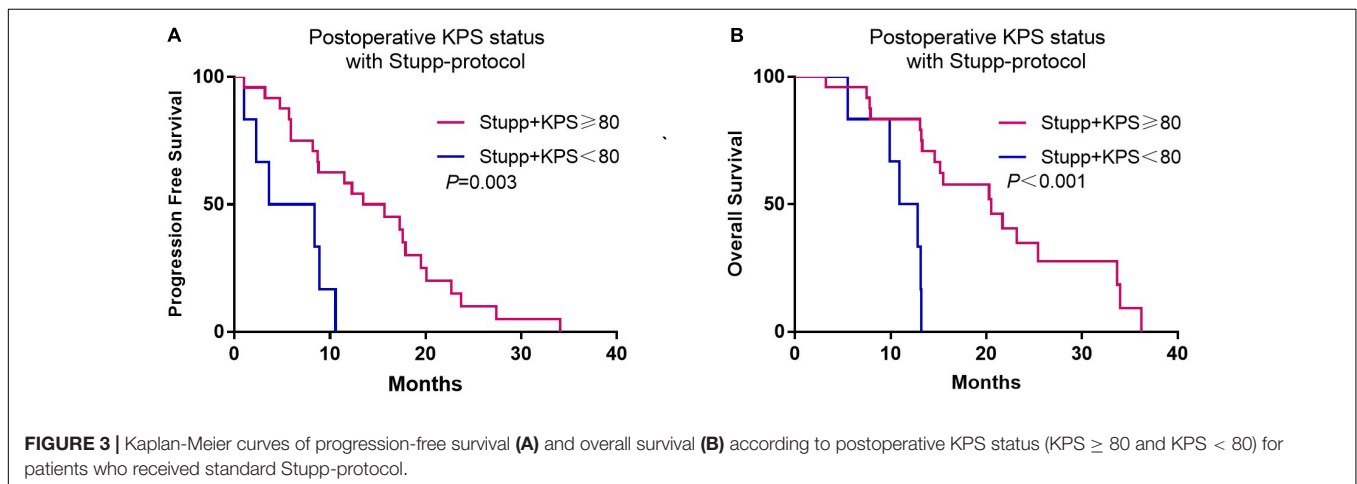 A
Postoperative KPS status
with Stupp-protocol
Progression Free Survival
100
50
0
Stupp+KPS≥80
Stupp+KPS<80
P=0.003
0 10 20 30 40
Months
B
Postoperative KPS status
with Stupp-protocol
Overall Survival
100
50
0
Stupp+KPS≥80
Stupp+KPS<80
P<0.001
0 10 20 30 40
Months
FIGURE 3 | Kaplan-Meier curves of progression-free survival (A) and overall survival (B) according to postoperative KPS status (KPS ≥ 80 and KPS < 80) for
patients who received standard Stupp-protocol.